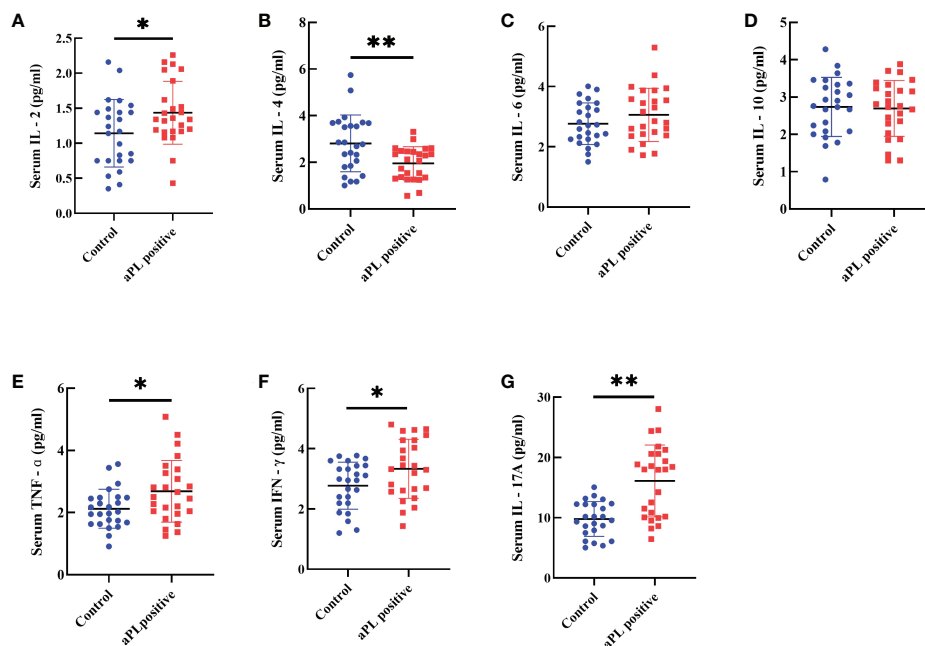 A
*
Serum IL - 2 (pg/ml)
2.5
2.0
1.5
1.0
0.5
0.0
Control
aPL positive
B
**
Serum IL - 4 (pg/ml)
8
6
4
2
0
Control
aPL positive
C
Serum IL - 6 (pg/ml)
6
4
2
0
Control
aPL positive
D
Serum IL - 10 (pg/ml)
5
4
3
2
1
0
Control
aPL positive
E
*
Serum TNF - α (pg/ml)
6
4
2
0
Control
aPLpositive
F
*
Serum IFN - γ (pg/ml)
6
4
2
0
Control
aPL positive
G
**
Serum IL - 17A (pg/ml)
30
20
10
0
Control
aPL positive